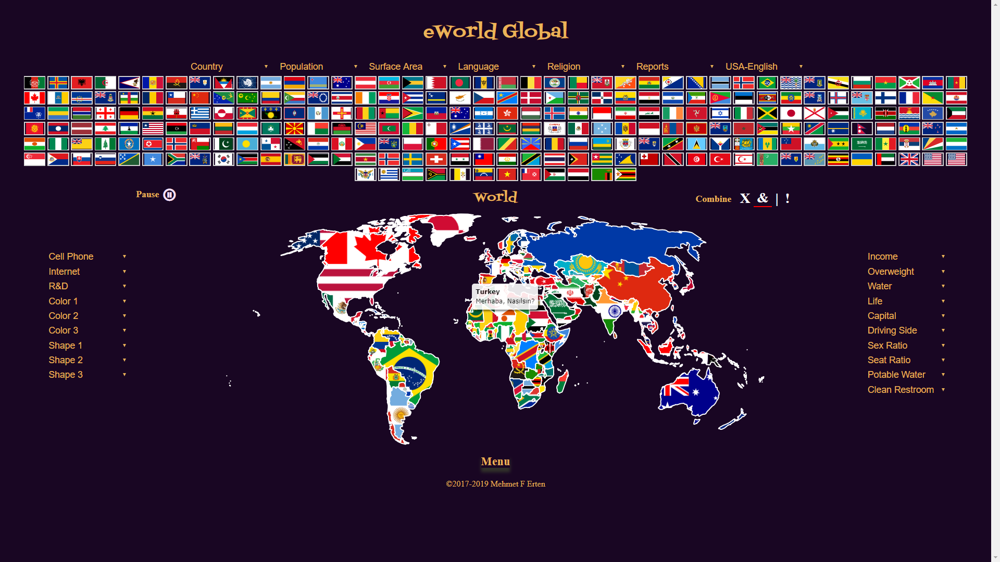 eWorld Global
Country ▾ Population ▾ Surface Area ▾ Language ▾ Religion ▾ Reports ▾ USA-English ▾
Pause
World
Combine X & | !
Cell Phone ▾
Internet ▾
R&D ▾
Color 1 ▾
Color 2 ▾
Color 3 ▾
Shape 1 ▾
Shape 2 ▾
Shape 3 ▾
Turkey
Merhaba, Nasılsın?
Income ▾
Overweight ▾
Water ▾
Life ▾
Capital ▾
Driving Side ▾
Sex Ratio ▾
Seat Ratio ▾
Potable Water ▾
Clean Restroom ▾
Menu
©2017-2019 Mehmet F Erten